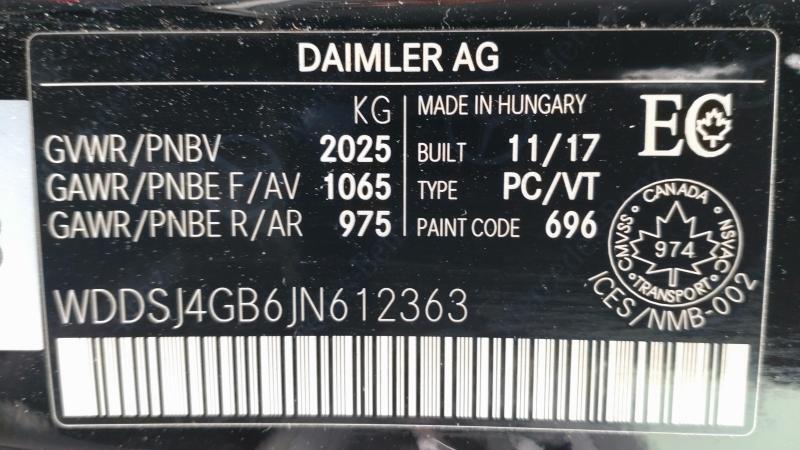 DAIMLER AG
KG
GVWR/PNBV 2025
GAWR/PNBE F/AV 1065
GAWR/PNBE R/AR 975
MADE IN HUNGARY
BUILT 11/17
TYPE PC/VT
PAINT CODE 696
EC
CANADA
CMVSS 974 NSVAC
TRANSPORT
ICES/NMB-002
WDDSJ4GB6JN612363